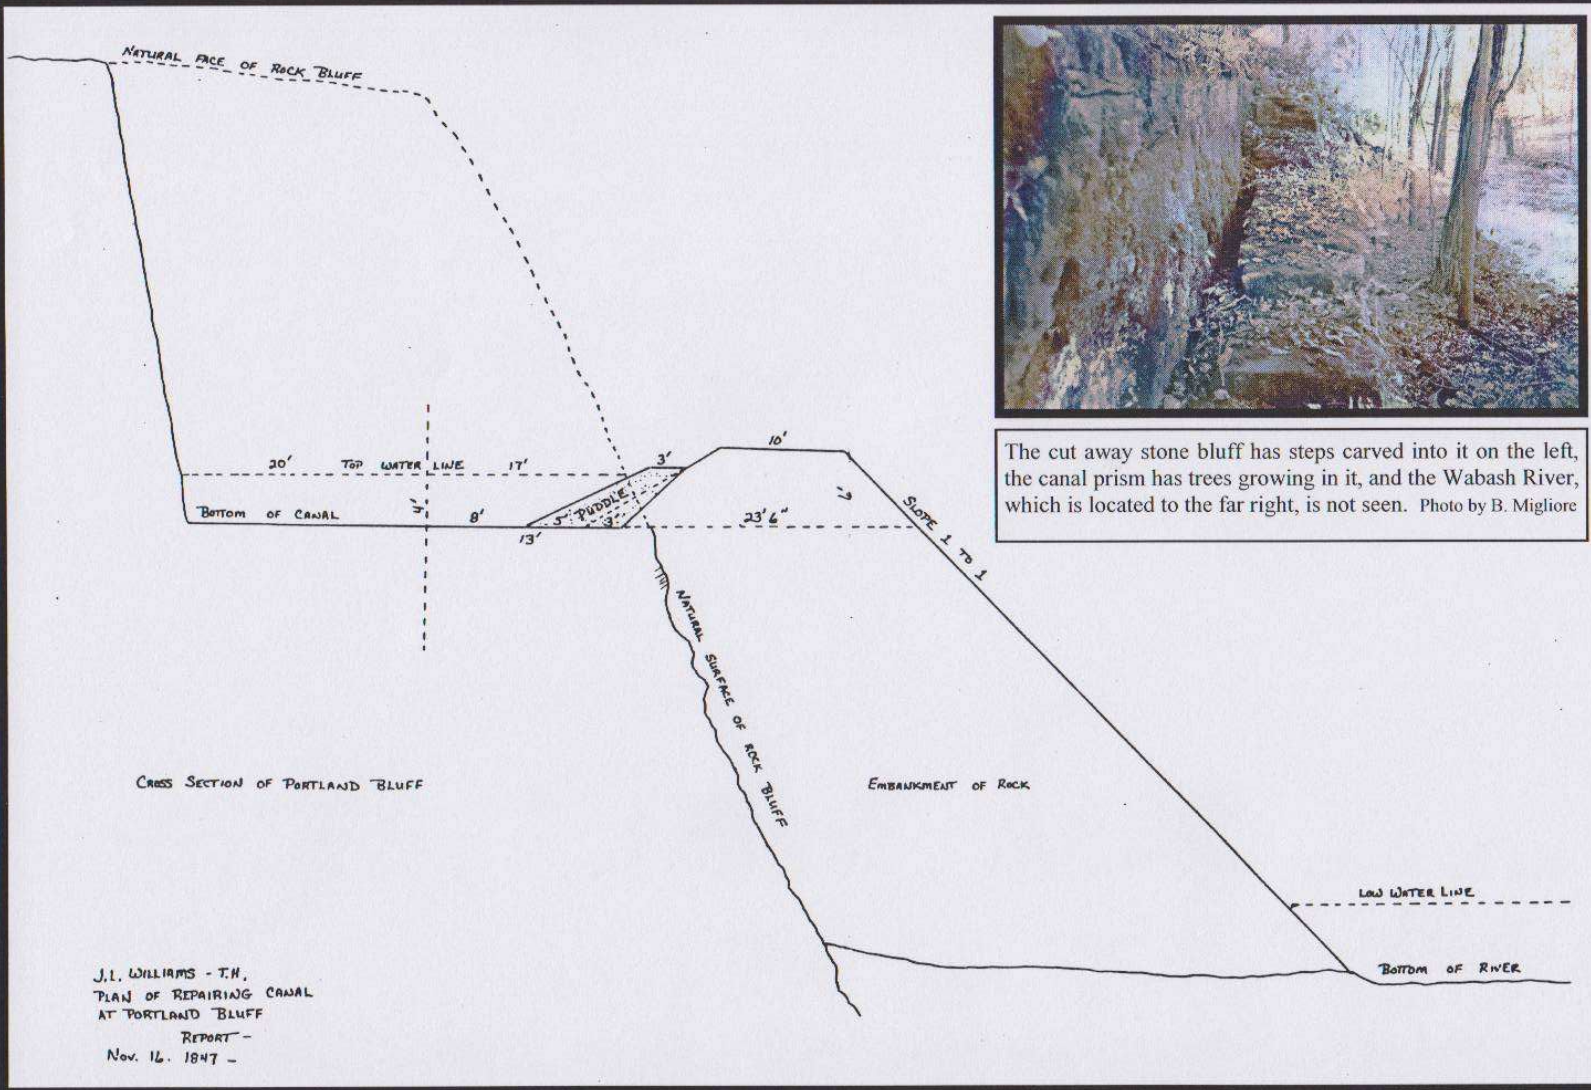 NATURAL FACE OF ROCK BLUFF
20' TOP WATER LINE 17'
3'
10'
BOTTOM OF CANAL
4'
8'
5'
PUDDLE
3'
13'
23' 6"
7
SLOPE 1 TO 1
NATURAL SURFACE OF ROCK BLUFF
CROSS SECTION OF PORTLAND BLUFF
EMBANKMENT OF ROCK
LOW WATER LINE
BOTTOM OF RIVER
J.L. WILLIAMS - T.H.
PLAN OF REPAIRING CANAL
AT PORTLAND BLUFF
REPORT -
Nov. 16. 1847 -
The cut away stone bluff has steps carved into it on the left,
the canal prism has trees growing in it, and the Wabash River,
which is located to the far right, is not seen. Photo by B. Migliore